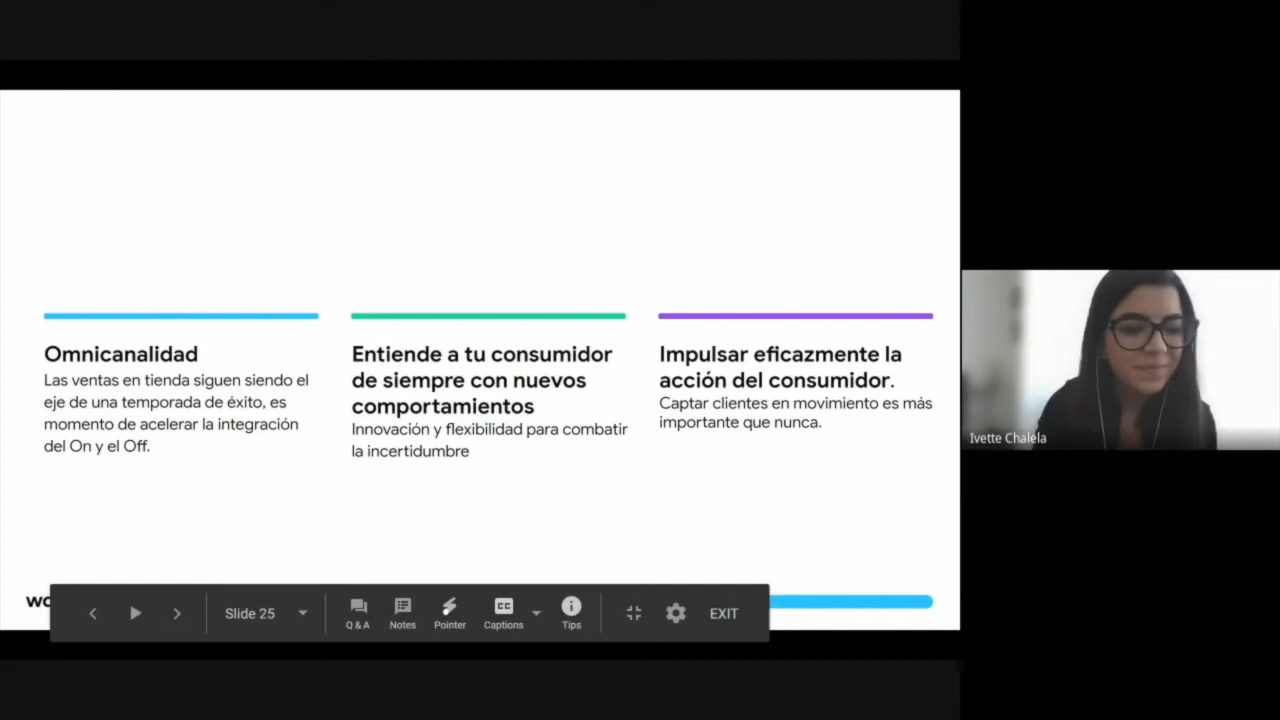 Omnicanalidad
Las ventas en tienda siguen siendo el
eje de una temporada de éxito, es
momento de acelerar la integración
del On y el Off.
Entiende a tu consumidor
de siempre con nuevos
comportamientos
Innovación y flexibilidad para combatir
la incertidumbre
Impulsar eficazmente la
acción del consumidor.
Captar clientes en movimiento es más
importante que nunca.
Ivette Chalela
Slide 25
Q & A
Notes
Pointer
CC
Captions
Tips
EXIT